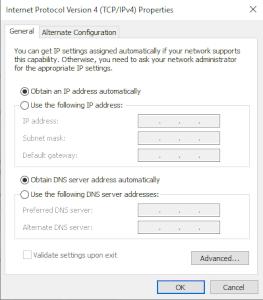 Internet Protocol Version 4 (TCP/IPv4) Properties
General Alternate Configuration
You can get IP settings assigned automatically if your network supports
this capability. Otherwise, you need to ask your network administrator
for the appropriate IP settings.
Obtain an IP address automatically
Use the following IP address:
IP address: . . .
Subnet mask: . . .
Default gateway: . . .
Obtain DNS server address automatically
Use the following DNS server addresses:
Preferred DNS server: . . .
Alternate DNS server: . . .
Validate settings upon exit
Advanced...
OK Cancel